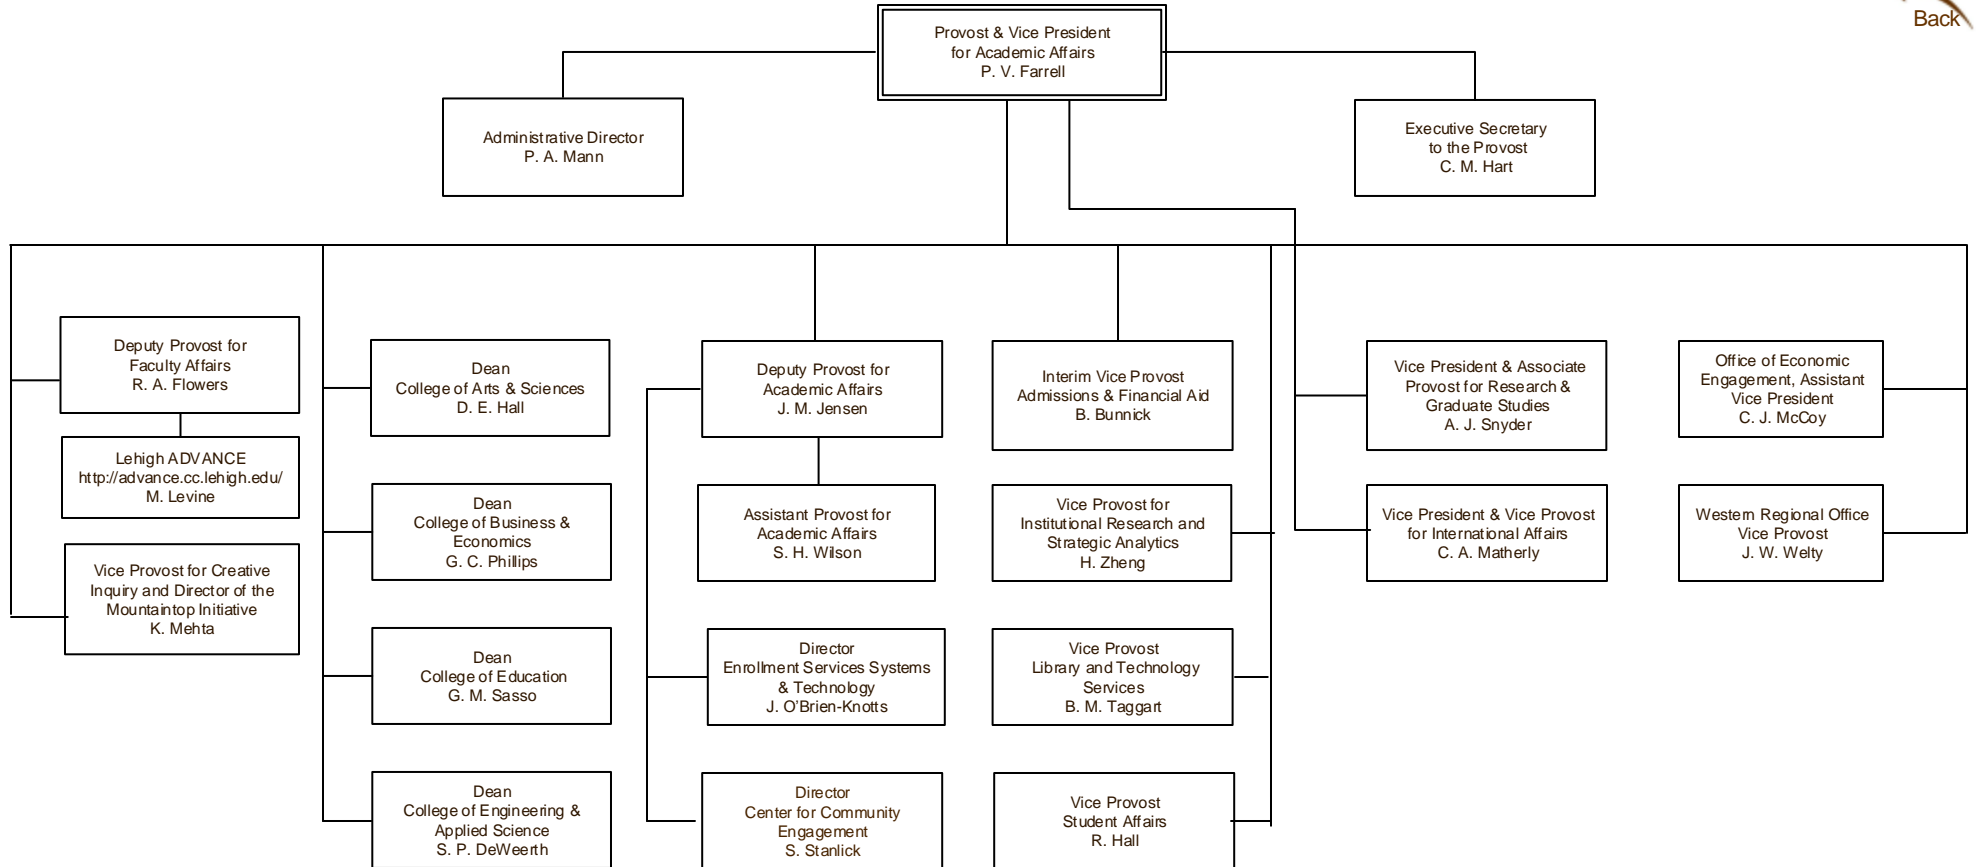 Back
Provost & Vice President
for Academic Affairs
P. V. Farrell
Administrative Director
P. A. Mann
Executive Secretary
to the Provost
C. M. Hart
Deputy Provost for
Faculty Affairs
R. A. Flowers
Lehigh ADVANCE
http://advance.cc.lehigh.edu/
M. Levine
Vice Provost for Creative
Inquiry and Director of the
Mountaintop Initiative
K. Mehta
Dean
College of Arts & Sciences
D. E. Hall
Dean
College of Business &
Economics
G. C. Phillips
Dean
College of Education
G. M. Sasso
Dean
College of Engineering &
Applied Science
S. P. DeWeerth
Deputy Provost for
Academic Affairs
J. M. Jensen
Assistant Provost for
Academic Affairs
S. H. Wilson
Director
Enrollment Services Systems
& Technology
J. O’Brien-Knotts
Director
Center for Community
Engagement
S. Stanlick
Interim Vice Provost
Admissions & Financial Aid
B. Bunnick
Vice Provost for
Institutional Research and
Strategic Analytics
H. Zheng
Vice Provost
Library and Technology
Services
B. M. Taggart
Vice Provost
Student Affairs
R. Hall
Vice President & Associate
Provost for Research &
Graduate Studies
A. J. Snyder
Vice President & Vice Provost
for International Affairs
C. A. Matherly
Office of Economic
Engagement, Assistant
Vice President
C. J. McCoy
Western Regional Office
Vice Provost
J. W. Welty